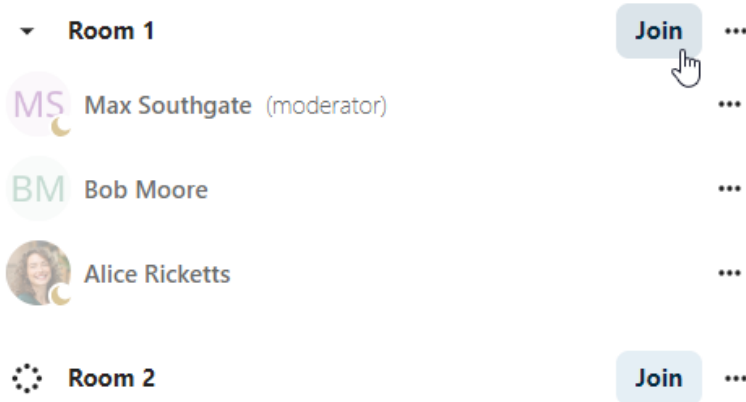 Room 1 Join
MS Max Southgate (moderator)
BM Bob Moore
Alice Ricketts
Room 2 Join